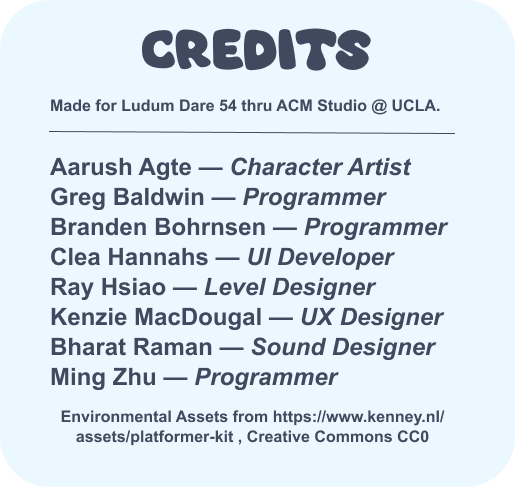 CREDITS
Made for Ludum Dare 54 thru ACM Studio @ UCLA.
Aarush Agte — Character Artist
Greg Baldwin — Programmer
Branden Bohrnsen — Programmer
Clea Hannahs — UI Developer
Ray Hsiao — Level Designer
Kenzie MacDougal — UX Designer
Bharat Raman — Sound Designer
Ming Zhu — Programmer
Environmental Assets from https://www.kenney.nl/
assets/platformer-kit , Creative Commons CC0